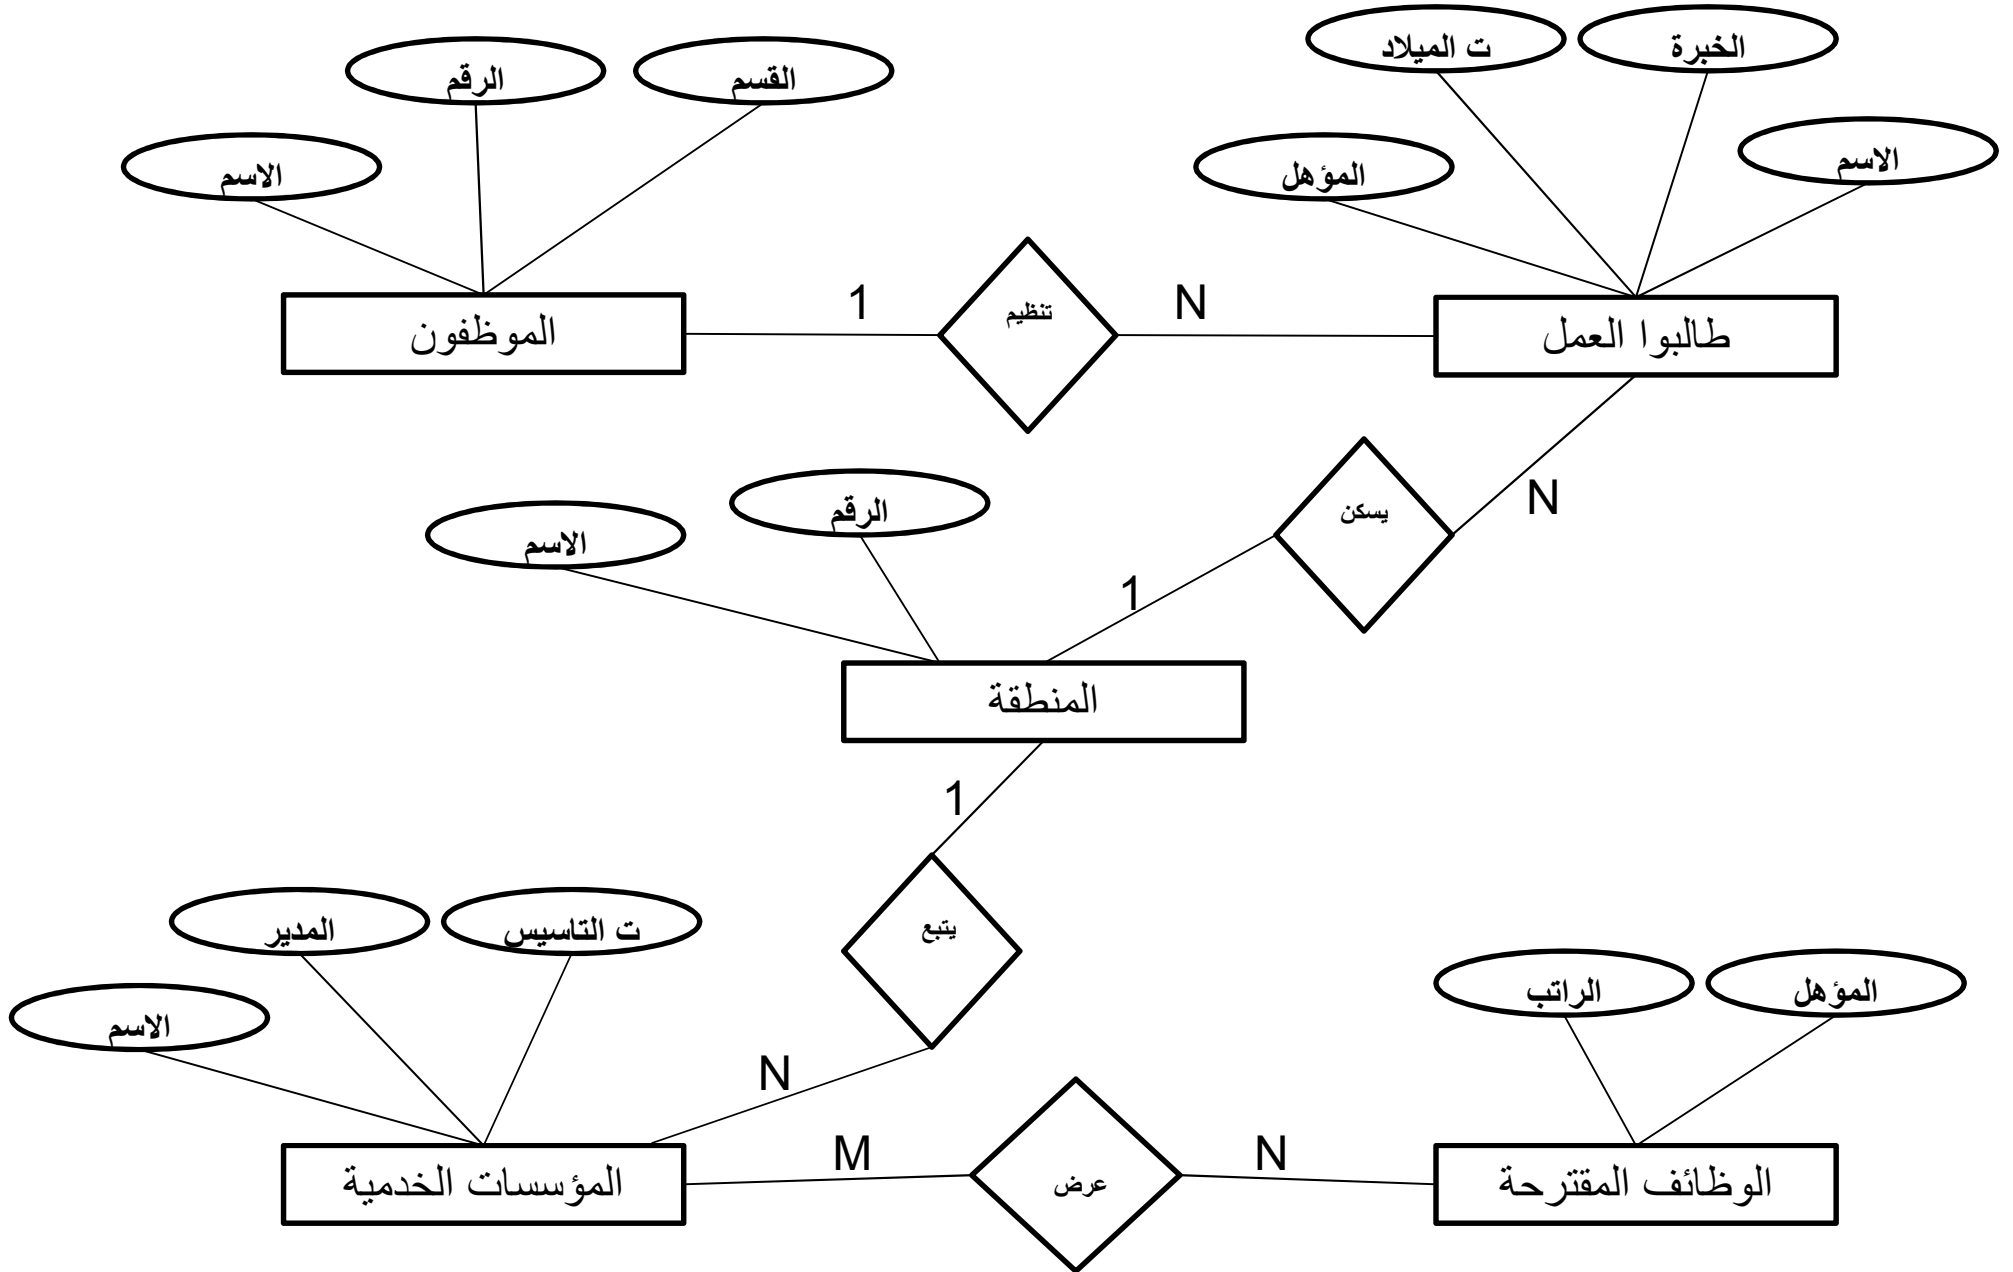 ت الميلاد
الخبرة
القسم
الرقم
الاسم
المؤهل
الاسم
طالبوا العمل
N
تنظيم
1
الموظفون
N
يسكن
1
الرقم
الاسم
المنطقة
1
يتبع
N
ت التاسيس
المدير
الاسم
المؤهل
الراتب
الوظائف المقترحة
N
عرض
M
المؤسسات الخدمية